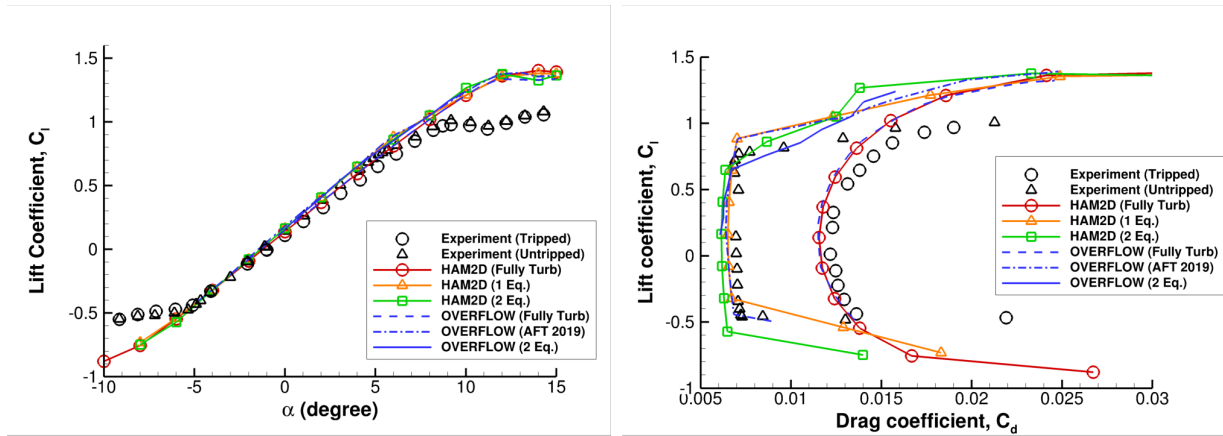 1.5
1
0.5
0
-0.5
-1
-10
-5
0
5
10
15
Lift Coefficient, Cl
α (degree)
Experiment (Tripped)
Experiment (Untripped)
HAM2D (Fully Turb)
HAM2D (1 Eq.)
HAM2D (2 Eq.)
OVERFLOW (Fully Turb)
OVERFLOW (AFT 2019)
OVERFLOW (2 Eq.)
1.5
1
0.5
0
-0.5
-1
0.005
0.01
0.015
0.02
0.025
0.03
Lift coefficient, Cl
Drag coefficient, Cd
Experiment (Tripped)
Experiment (Untripped)
HAM2D (Fully Turb)
HAM2D (1 Eq.)
HAM2D (2 Eq.)
OVERFLOW (Fully Turb)
OVERFLOW (AFT 2019)
OVERFLOW (2 Eq.)